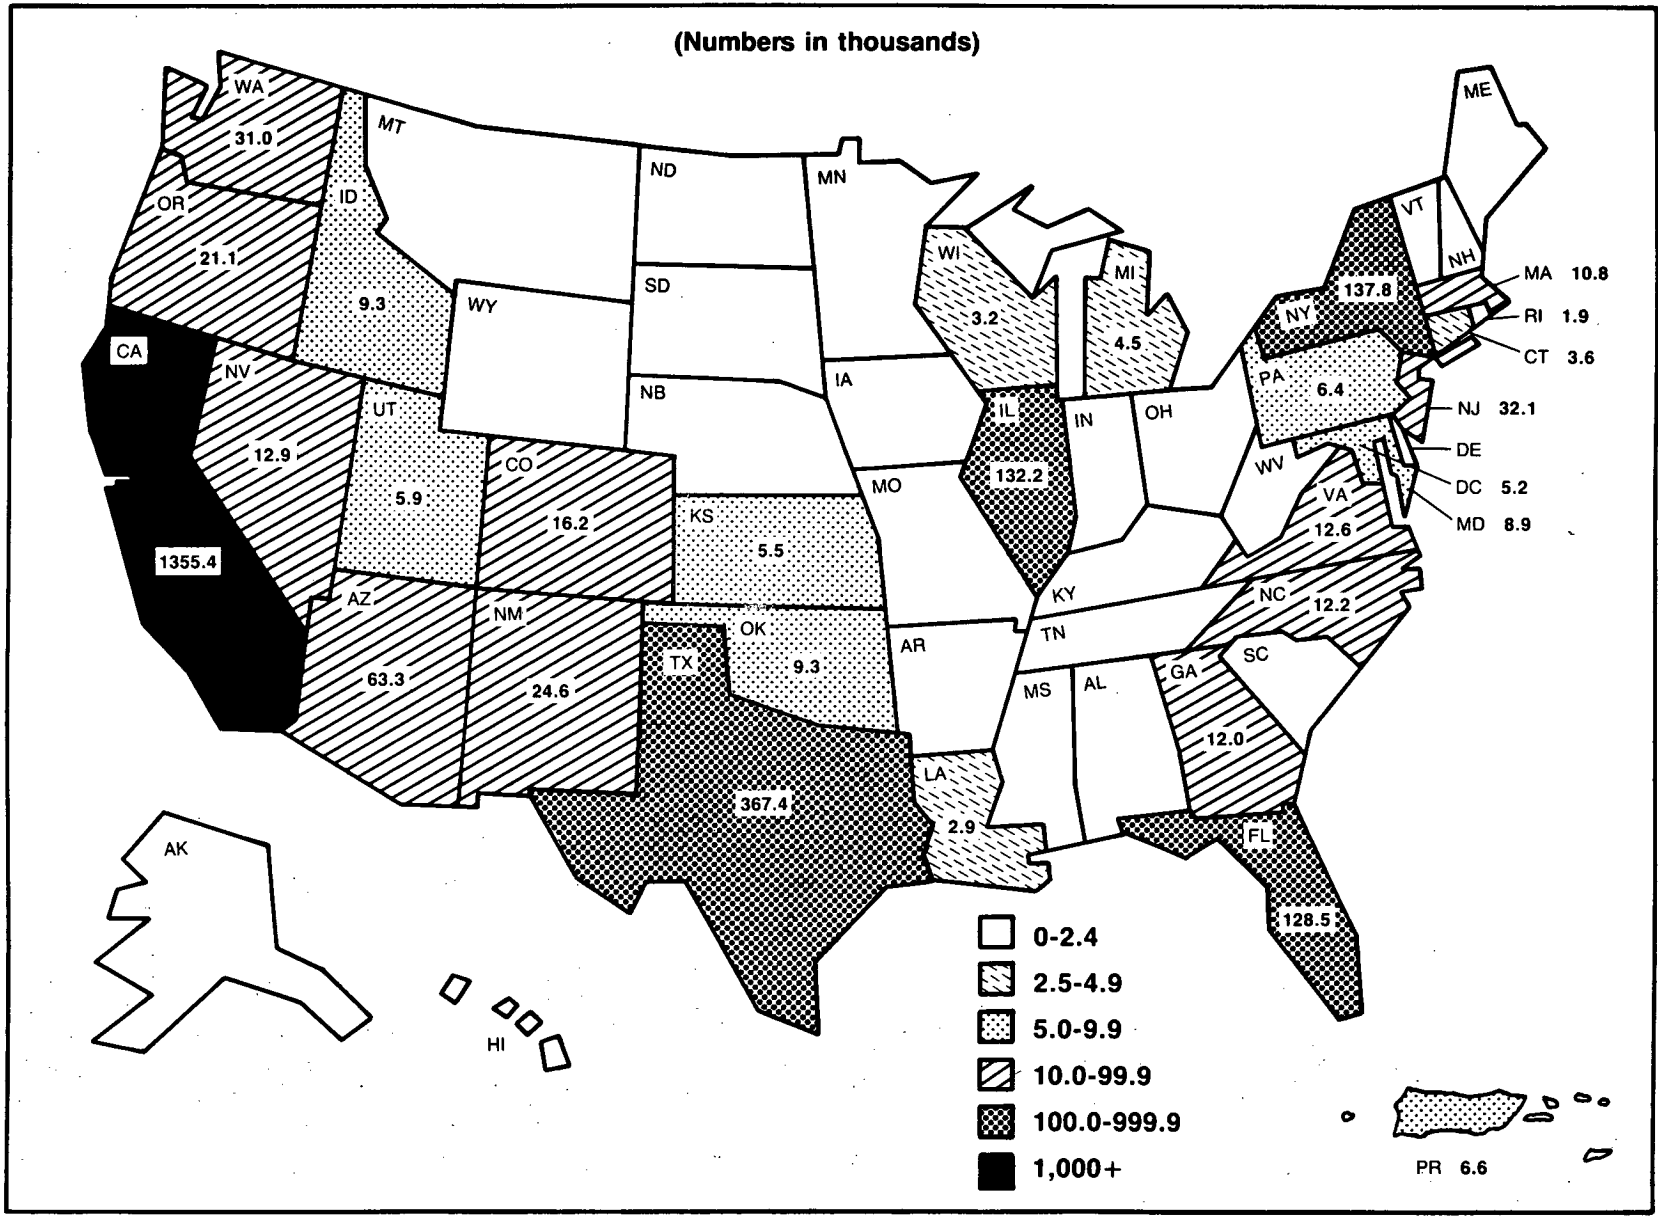 (Numbers in thousands)
WA
31.0
OR
21.1
ID
9.3
MT
ND
MN
SD
WY
NB
IA
WI
3.2
MI
4.5
ME
VT
NH
NY
137.8
MA 10.8
RI 1.9
CT 3.6
NJ 32.1
DE
DC 5.2
MD 8.9
PA
6.4
CA
1355.4
NV
12.9
UT
5.9
CO
16.2
KS
5.5
MO
IL
132.2
IN
OH
WV
VA
12.6
KY
NC
12.2
TN
AZ
63.3
NM
24.6
TX
367.4
OK
9.3
AR
LA
2.9
MS
AL
GA
12.0
SC
FL
128.5
AK
HI
0-2.4
2.5-4.9
5.0-9.9
10.0-99.9
100.0-999.9
1,000+
PR 6.6